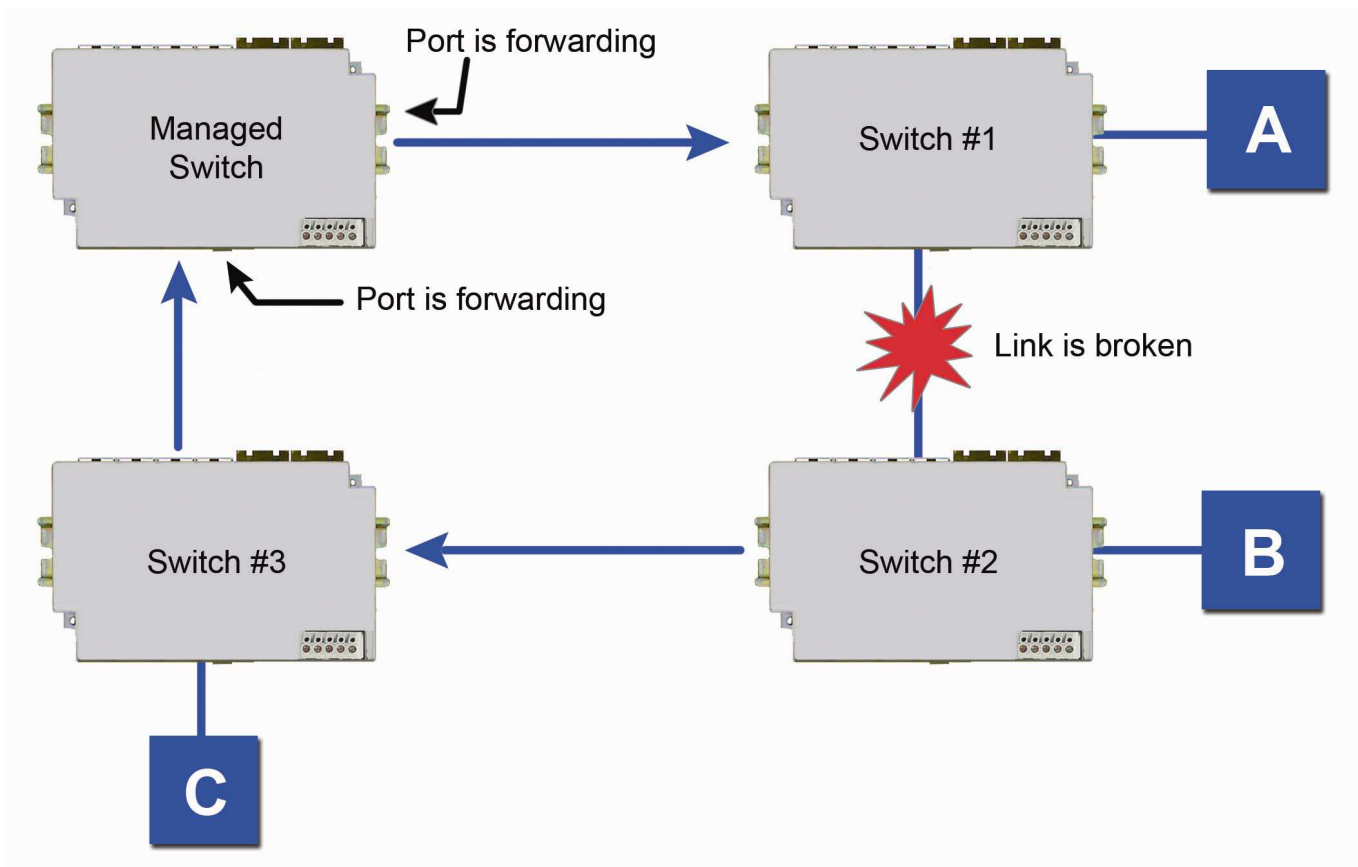 Port is forwarding
Managed
Switch
Switch #1
A
Port is forwarding
Link is broken
Switch #3
Switch #2
B
C